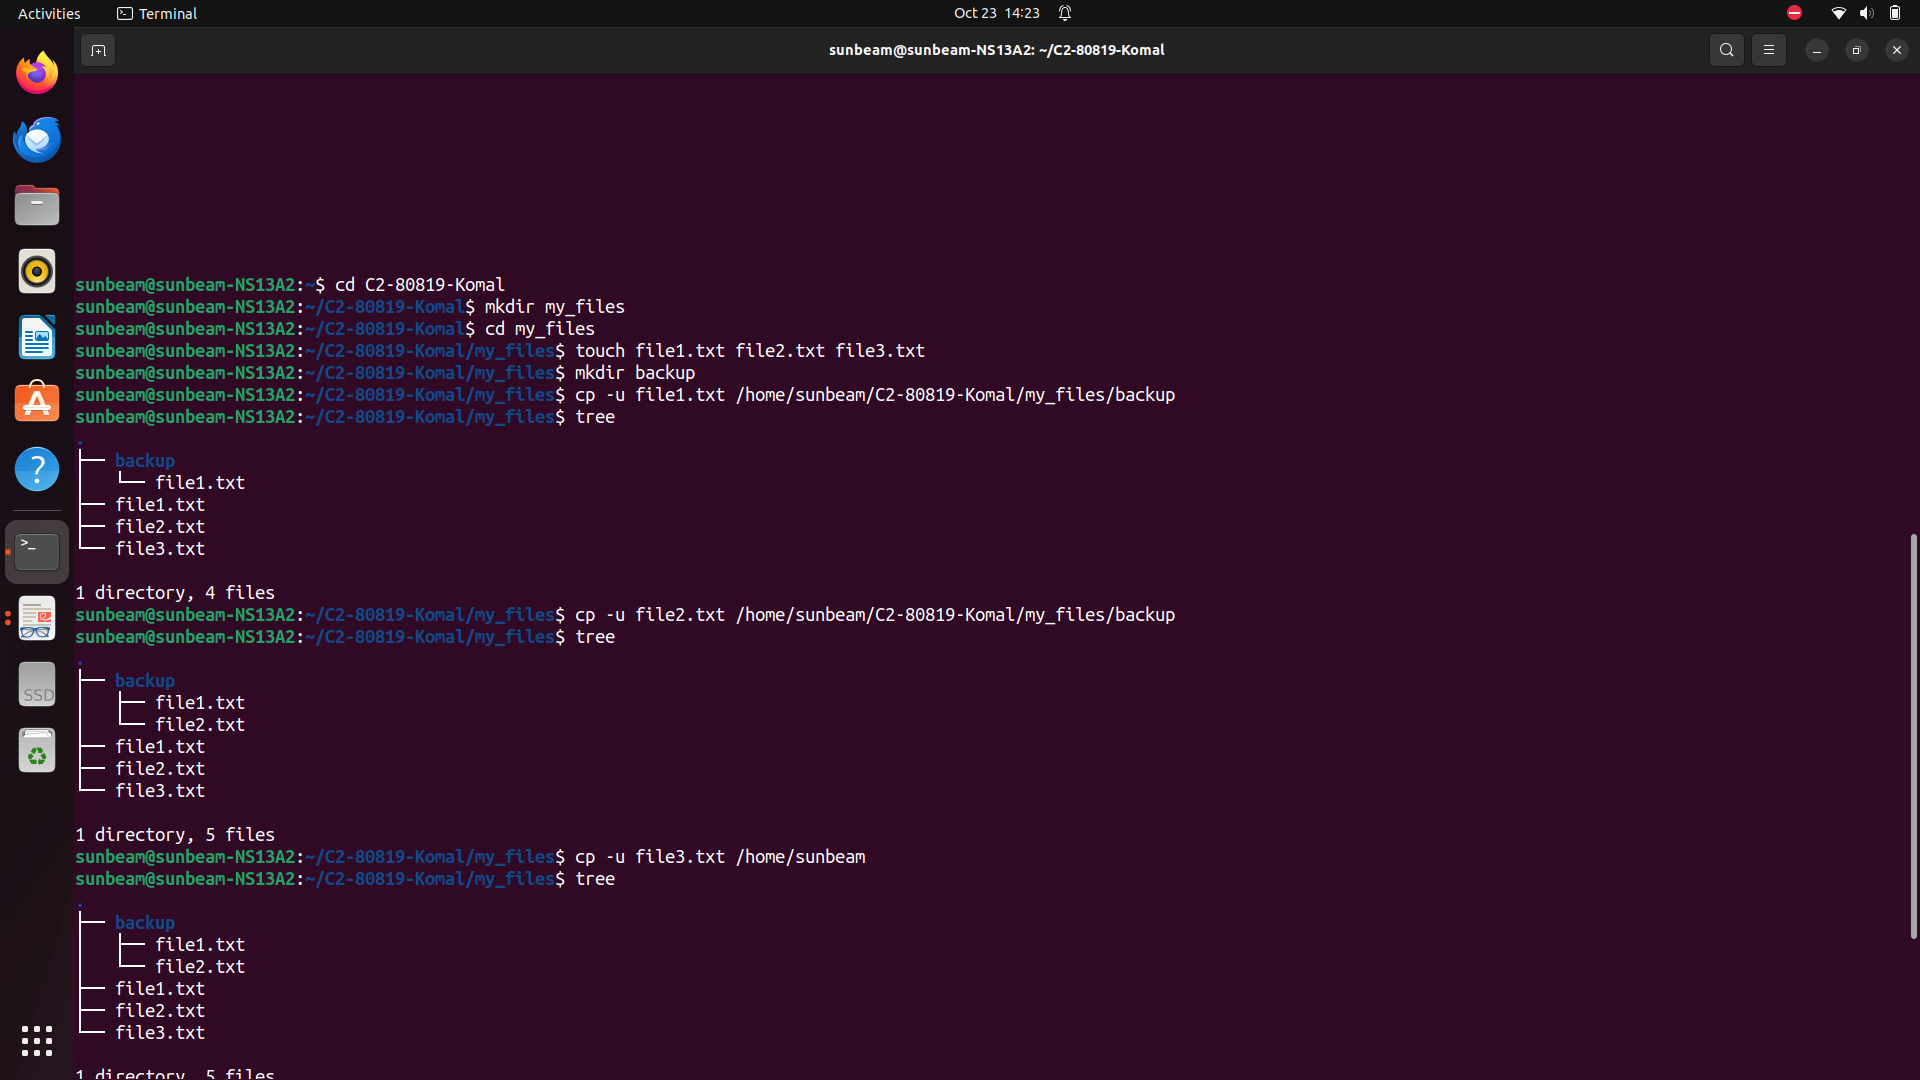 Activities Terminal Oct 23 14:23
sunbeam@sunbeam-NS13A2: ~/C2-80819-Komal
sunbeam@sunbeam-NS13A2:~$ cd C2-80819-Komal
sunbeam@sunbeam-NS13A2:~/C2-80819-Komal$ mkdir my_files
sunbeam@sunbeam-NS13A2:~/C2-80819-Komal$ cd my_files
sunbeam@sunbeam-NS13A2:~/C2-80819-Komal/my_files$ touch file1.txt file2.txt file3.txt
sunbeam@sunbeam-NS13A2:~/C2-80819-Komal/my_files$ mkdir backup
sunbeam@sunbeam-NS13A2:~/C2-80819-Komal/my_files$ cp -u file1.txt /home/sunbeam/C2-80819-Komal/my_files/backup
sunbeam@sunbeam-NS13A2:~/C2-80819-Komal/my_files$ tree
.
├── backup
│   └── file1.txt
├── file1.txt
├── file2.txt
└── file3.txt
1 directory, 4 files
sunbeam@sunbeam-NS13A2:~/C2-80819-Komal/my_files$ cp -u file2.txt /home/sunbeam/C2-80819-Komal/my_files/backup
sunbeam@sunbeam-NS13A2:~/C2-80819-Komal/my_files$ tree
.
├── backup
│   ├── file1.txt
│   └── file2.txt
├── file1.txt
├── file2.txt
└── file3.txt
1 directory, 5 files
sunbeam@sunbeam-NS13A2:~/C2-80819-Komal/my_files$ cp -u file3.txt /home/sunbeam
sunbeam@sunbeam-NS13A2:~/C2-80819-Komal/my_files$ tree
.
├── backup
│   ├── file1.txt
│   └── file2.txt
├── file1.txt
├── file2.txt
└── file3.txt
1 directory, 5 files
SSD